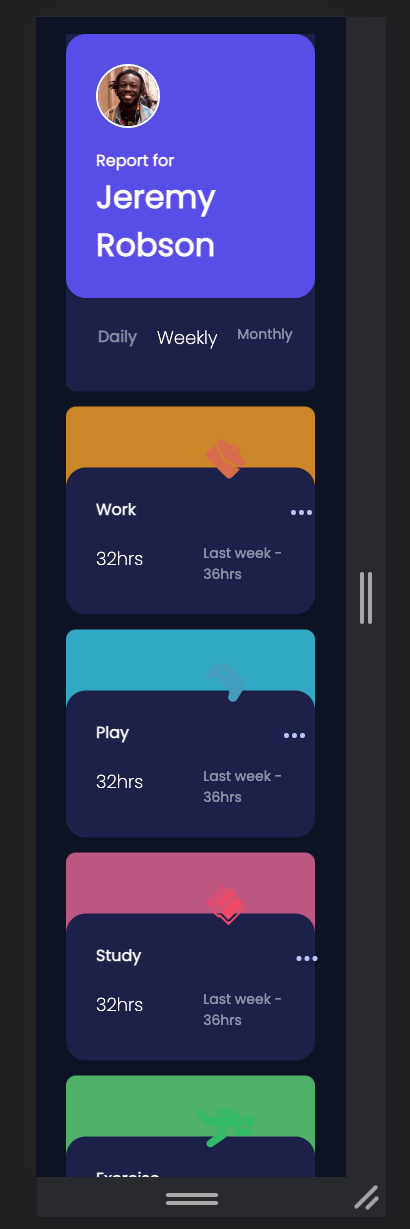 Report for
Jeremy
Robson
Daily Weekly Monthly
Work
32hrs
Last week -
36hrs
Play
32hrs
Last week -
36hrs
Study
32hrs
Last week -
36hrs
Exercise